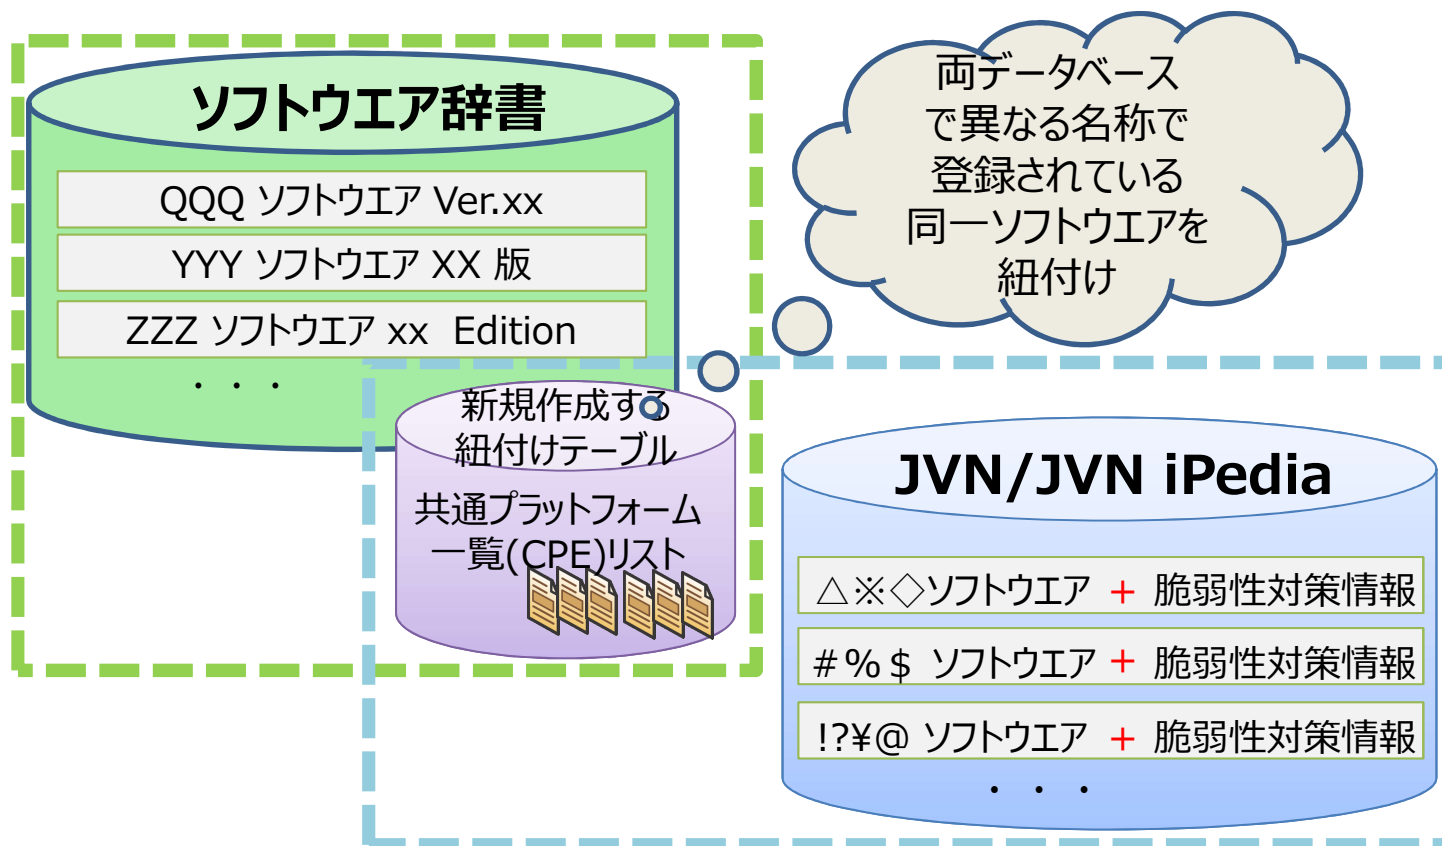 ソフトウエア辞書
QQQ ソフトウエア Ver.xx
YYY ソフトウエア XX 版
ZZZ ソフトウエア xx Edition
・・・
両データベース
で異なる名称で
登録されている
同一ソフトウエアを
紐付け
新規作成する
紐付けテーブル
共通プラットフォーム
一覧(CPE)リスト
JVN/JVN iPedia
△※◇ソフトウエア + 脆弱性対策情報
#%$ ソフトウエア + 脆弱性対策情報
!?¥@ ソフトウエア + 脆弱性対策情報
・・・